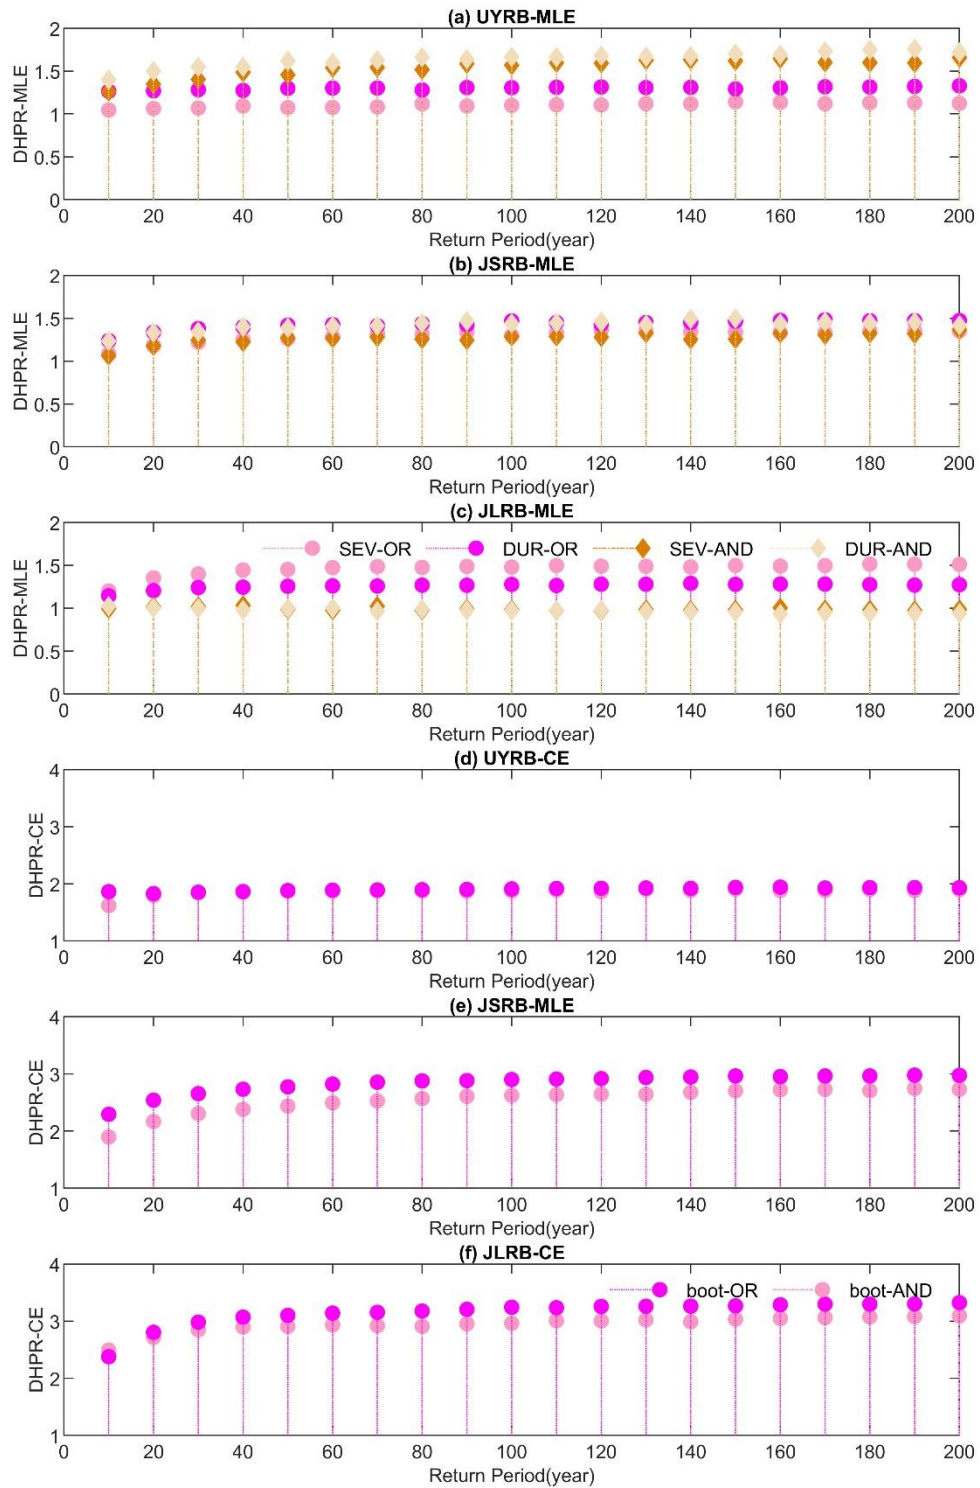 (a) UYRB-MLE
2
1.5
1
0.5
0
DHPR-MLE
0 20 40 60 80 100 120 140 160 180 200
Return Period(year)
(b) JSRB-MLE
2
1.5
1
0.5
0
DHPR-MLE
0 20 40 60 80 100 120 140 160 180 200
Return Period(year)
(c) JLRB-MLE
SEV-OR DUR-OR SEV-AND DUR-AND
2
1.5
1
0.5
0
DHPR-MLE
0 20 40 60 80 100 120 140 160 180 200
Return Period(year)
(d) UYRB-CE
4
3
2
1
DHPR-CE
0 20 40 60 80 100 120 140 160 180 200
Return Period(year)
(e) JSRB-MLE
4
3
2
1
DHPR-CE
0 20 40 60 80 100 120 140 160 180 200
Return Period(year)
(f) JLRB-CE
boot-OR boot-AND
4
3
2
1
DHPR-CE
0 20 40 60 80 100 120 140 160 180 200
Return Period(year)